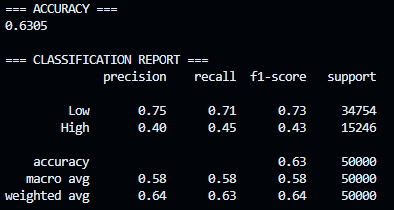 === ACCURACY ===
0.6305
=== CLASSIFICATION REPORT ===
precision recall f1-score support
Low 0.75 0.71 0.73 34754
High 0.40 0.45 0.43 15246
accuracy 0.63 50000
macro avg 0.58 0.58 0.58 50000
weighted avg 0.64 0.63 0.64 50000